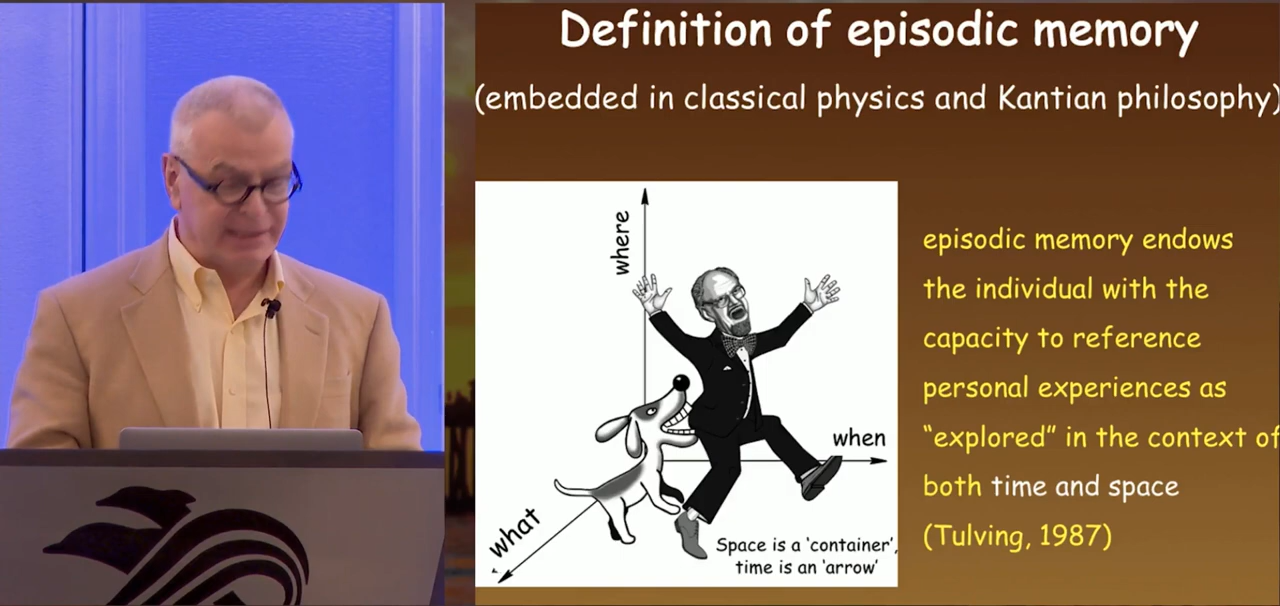 Definition of episodic memory
(embedded in classical physics and Kantian philosophy)
where
when
what
Space is a ‘container’,
time is an ‘arrow’
episodic memory endows
the individual with the
capacity to reference
personal experiences as
“explored” in the context of
both time and space
(Tulving, 1987)